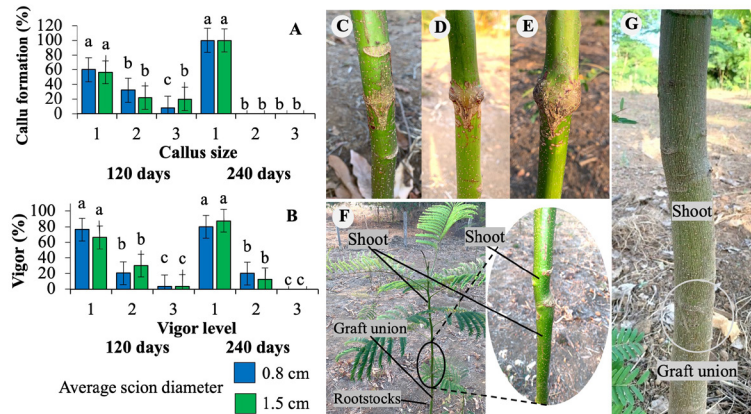 A
Callu formation (%)
120
100
80
60
40
20
0
a a b b c b a a b b b b
1 2 3 1 2 3
Callus size
120 days 240 days
B
Vigor (%)
100
80
60
40
20
0
a a b b c c a a b b c c
1 2 3 1 2 3
Vigor level
120 days 240 days
Average scion diameter
0.8 cm
1.5 cm
C
D
E
F
Shoot
Shoot
Graft union
Rootstocks
G
Shoot
Graft union